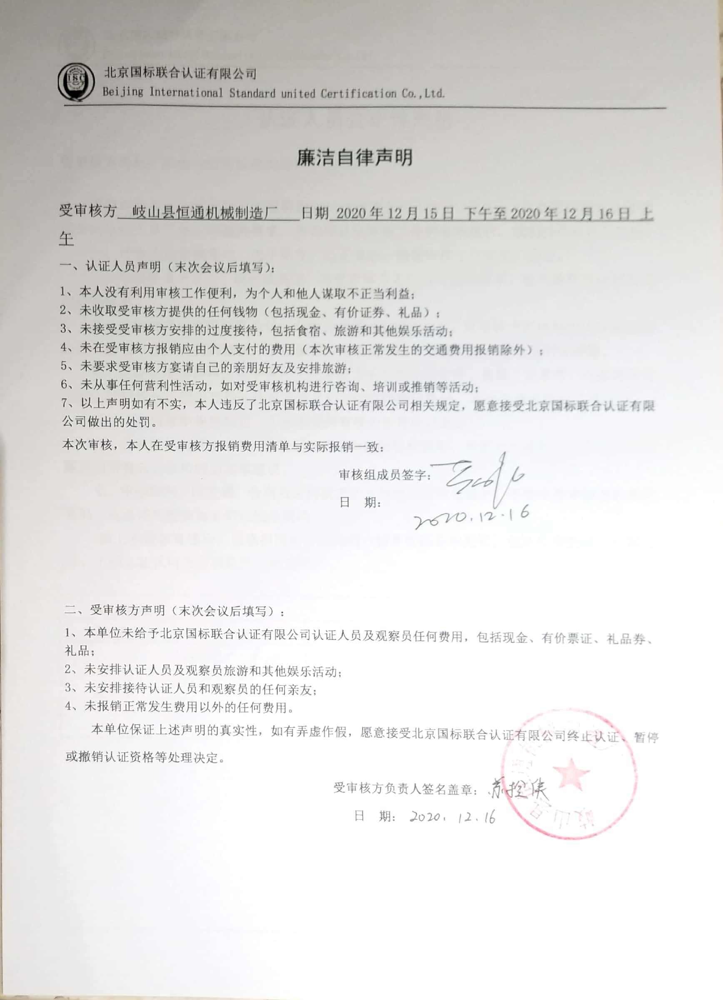 ISC
北京国标联合认证有限公司
Beijing International Standard united Certification Co.,Ltd.
廉洁自律声明
受审核方 岐山县恒通机械制造厂 日期 2020 年 12 月 15 日 下午至 2020 年 12 月 16 日 上
午
一、认证人员声明（末次会议后填写）：
1、本人没有利用审核工作便利，为个人和他人谋取不正当利益；
2、未收取受审核方提供的任何钱物（包括现金、有价证券、礼品）；
3、未接受受审核方安排的过度接待，包括食宿、旅游和其他娱乐活动；
4、未在受审核方报销应由个人支付的费用（本次审核正常发生的交通费用报销除外）；
5、未要求受审核方宴请自己的亲朋好友及安排旅游；
6、未从事任何营利性活动，如对受审核机构进行咨询、培训或推销等活动；
7、以上声明如有不实，本人违反了北京国标联合认证有限公司相关规定，愿意接受北京国标联合认证有限
公司做出的处罚。
本次审核，本人在受审核方报销费用清单与实际报销一致：
审核组成员签字：
日 期：
2020.12.16
二、受审核方声明（末次会议后填写）：
1、本单位未给予北京国标联合认证有限公司认证人员及观察员任何费用，包括现金、有价票证、礼品券、
礼品；
2、未安排认证人员及观察员旅游和其他娱乐活动；
3、未安排接待认证人员和观察员的任何亲友；
4、未报销正常发生费用以外的任何费用。
本单位保证上述声明的真实性，如有弄虚作假，愿意接受北京国标联合认证有限公司终止认证、暂停
或撤销认证资格等处理决定。
受审核方负责人签名盖章：苏
日 期：2020.12.16
岐山县